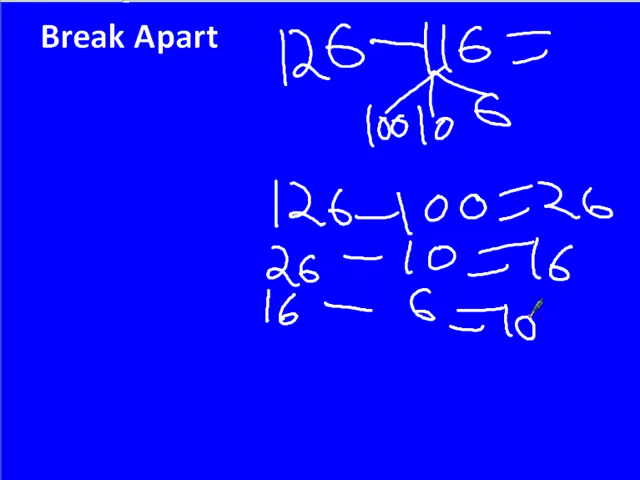 Break Apart
126 - 116 =
100 10 6
126 - 100 = 26
26 - 10 = 16
16 - 6 = 10